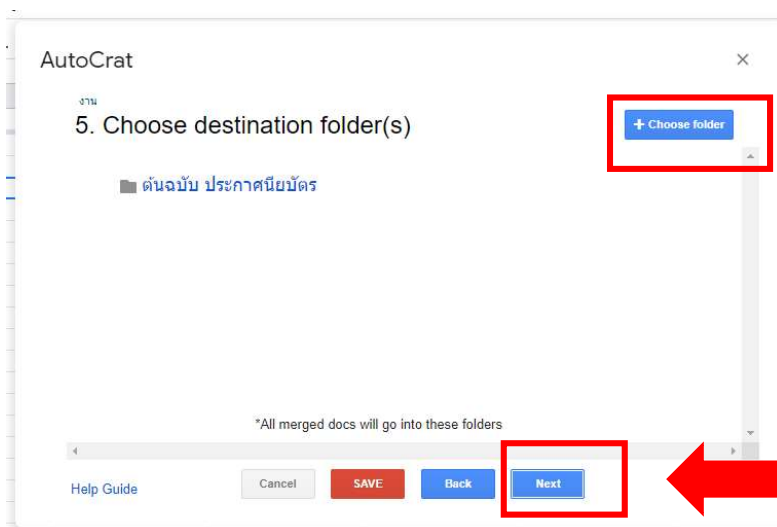 AutoCrat
งาน
5. Choose destination folder(s)
+ Choose folder
ต้นฉบับ ประกาศนียบัตร
*All merged docs will go into these folders
Help Guide
Cancel
SAVE
Back
Next